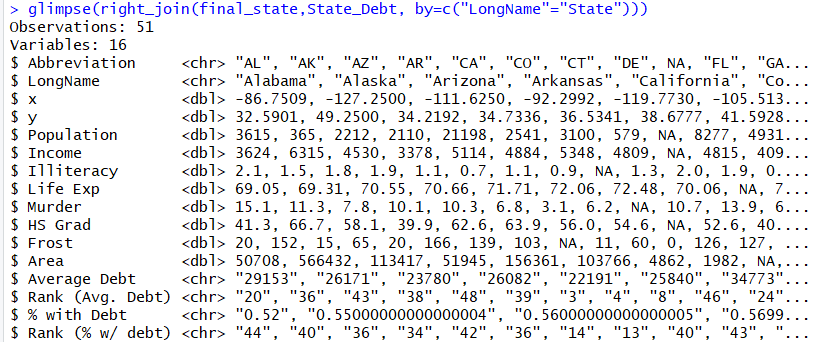 > glimpse(right_join(final_state,State_Debt, by=c("LongName"="State")))
Observations: 51
Variables: 16
$ Abbreviation       <chr> "AL", "AK", "AZ", "AR", "CA", "CO", "CT", "DE", NA, "FL", "GA...
$ LongName           <chr> "Alabama", "Alaska", "Arizona", "Arkansas", "California", "Co...
$ x                  <dbl> -86.7509, -127.2500, -111.6250, -92.2992, -119.7730, -105.513...
$ y                  <dbl> 32.5901, 49.2500, 34.2192, 34.7336, 36.5341, 38.6777, 41.5928...
$ Population         <dbl> 3615, 365, 2212, 2110, 21198, 2541, 3100, 579, NA, 8277, 4931...
$ Income             <dbl> 3624, 6315, 4530, 3378, 5114, 4884, 5348, 4809, NA, 4815, 409...
$ Illiteracy         <dbl> 2.1, 1.5, 1.8, 1.9, 1.1, 0.7, 1.1, 0.9, NA, 1.3, 2.0, 1.9, 0....
$ Life Exp           <dbl> 69.05, 69.31, 70.55, 70.66, 71.71, 72.06, 72.48, 70.06, NA, 7...
$ Murder             <dbl> 15.1, 11.3, 7.8, 10.1, 10.3, 6.8, 3.1, 6.2, NA, 10.7, 13.9, 6...
$ HS Grad            <dbl> 41.3, 66.7, 58.1, 39.9, 62.6, 63.9, 56.0, 54.6, NA, 52.6, 40....
$ Frost              <dbl> 20, 152, 15, 65, 20, 166, 139, 103, NA, 11, 60, 0, 126, 127, ...
$ Area               <dbl> 50708, 566432, 113417, 51945, 156361, 103766, 4862, 1982, NA,...
$ Average Debt       <chr> "29153", "26171", "23780", "26082", "22191", "25840", "34773"...
$ Rank (Avg. Debt)   <chr> "20", "36", "43", "38", "48", "39", "3", "4", "8", "46", "24"...
$ % with Debt        <chr> "0.52", "0.55000000000000004", "0.56000000000000005", "0.5699...
$ Rank (% w/ debt)   <chr> "44", "40", "36", "34", "42", "36", "14", "13", "40", "43", "...